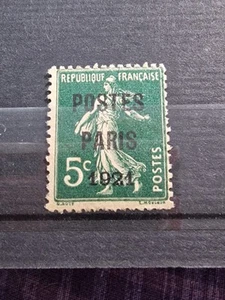 REPUBLIQUE FRANÇAISE
POSTES
PARIS
1921
5c
POSTES